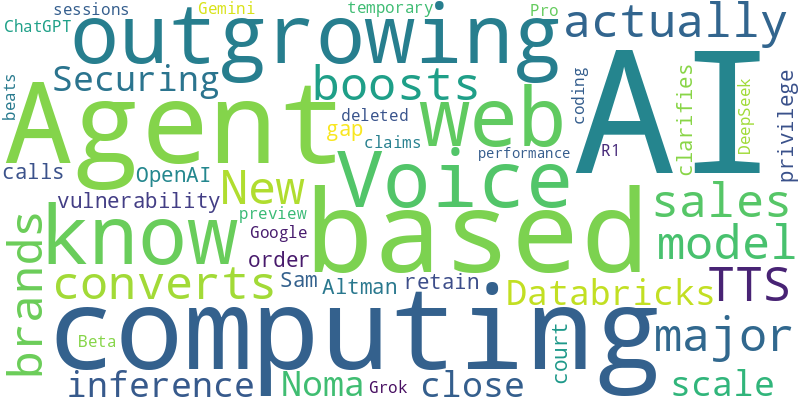 sessions
Gemini
temporary
Pro
ChatGPT
outgrowing
actually
Securing
boosts
AI
beats
Agent
deleted
web
coding
clarifies
DeepSeek
privilege
gap
claims
calls
OpenAI
Voice
performance
R1
New
vulnerability
know
preview
based
sales
brands
Google
model
order
converts
Sam
Altman
retain
Databricks
TTS
computing
major
Beta
court
inference
Noma
Grok
close
scale